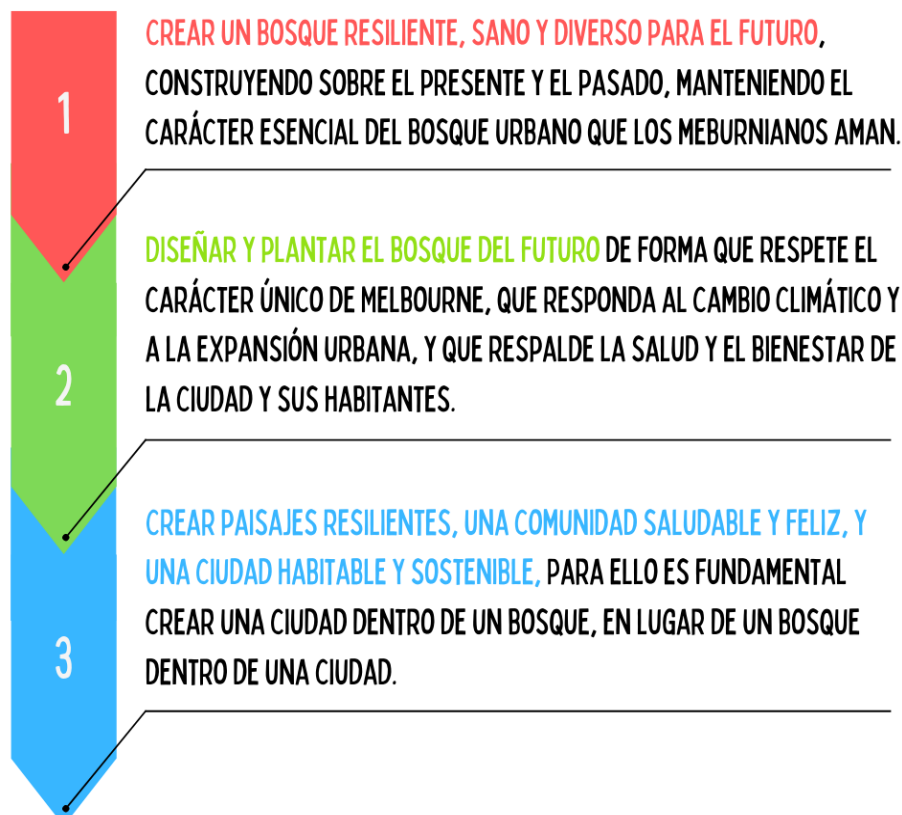 1
CREAR UN BOSQUE RESILIENTE, SANO Y DIVERSO PARA EL FUTURO,
CONSTRUYENDO SOBRE EL PRESENTE Y EL PASADO, MANTENIENDO EL
CARÁCTER ESENCIAL DEL BOSQUE URBANO QUE LOS MEBURNIANOS AMAN.
2
DISEÑAR Y PLANTAR EL BOSQUE DEL FUTURO DE FORMA QUE RESPETE EL
CARÁCTER ÚNICO DE MELBOURNE, QUE RESPONDA AL CAMBIO CLIMÁTICO Y
A LA EXPANSIÓN URBANA, Y QUE RESPALDE LA SALUD Y EL BIENESTAR DE
LA CIUDAD Y SUS HABITANTES.
3
CREAR PAISAJES RESILIENTES, UNA COMUNIDAD SALUDABLE Y FELIZ, Y
UNA CIUDAD HABITABLE Y SOSTENIBLE, PARA ELLO ES FUNDAMENTAL
CREAR UNA CIUDAD DENTRO DE UN BOSQUE, EN LUGAR DE UN BOSQUE
DENTRO DE UNA CIUDAD.